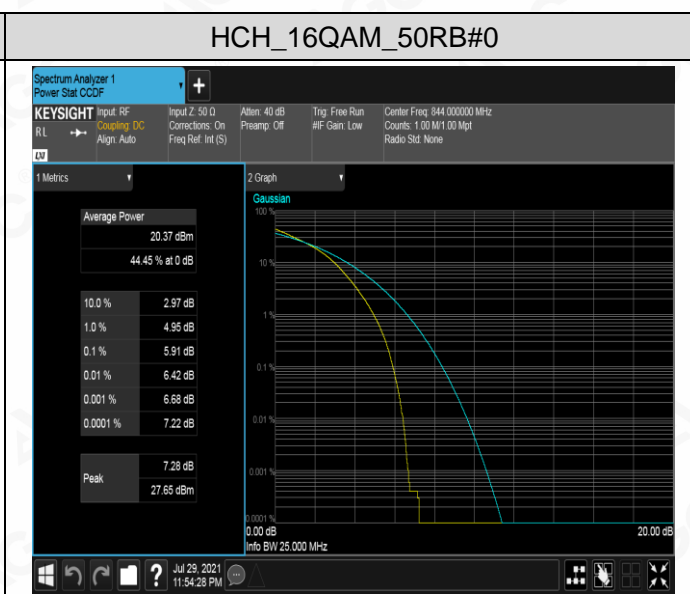 HCH_16QAM_50RB#0
Spectrum Analyzer 1
Power Stat CCDF
+
KEYSIGHT Input: RF Input Z: 50 Ω Atten: 40 dB Trig: Free Run Center Freq: 844.000000 MHz
RL Coupling: DC Corrections: On Preamp: Off #IF Gain: Low Counts: 1.00 M/1.00 Mpt
Align: Auto Freq Ref: Int (S) Radio Std: None
LXI
1 Metrics 2 Graph
Gaussian
Average Power
20.37 dBm
44.45 % at 0 dB
10.0 % 2.97 dB
1.0 % 4.95 dB
0.1 % 5.91 dB
0.01 % 6.42 dB
0.001 % 6.68 dB
0.0001 % 7.22 dB
Peak 7.28 dB
27.65 dBm
100 %
10 %
1 %
0.1 %
0.01 %
0.001 %
0.0001 %
0.00 dB 20.00 dB
Info BW 25.000 MHz
? Jul 29, 2021
11:54:28 PM